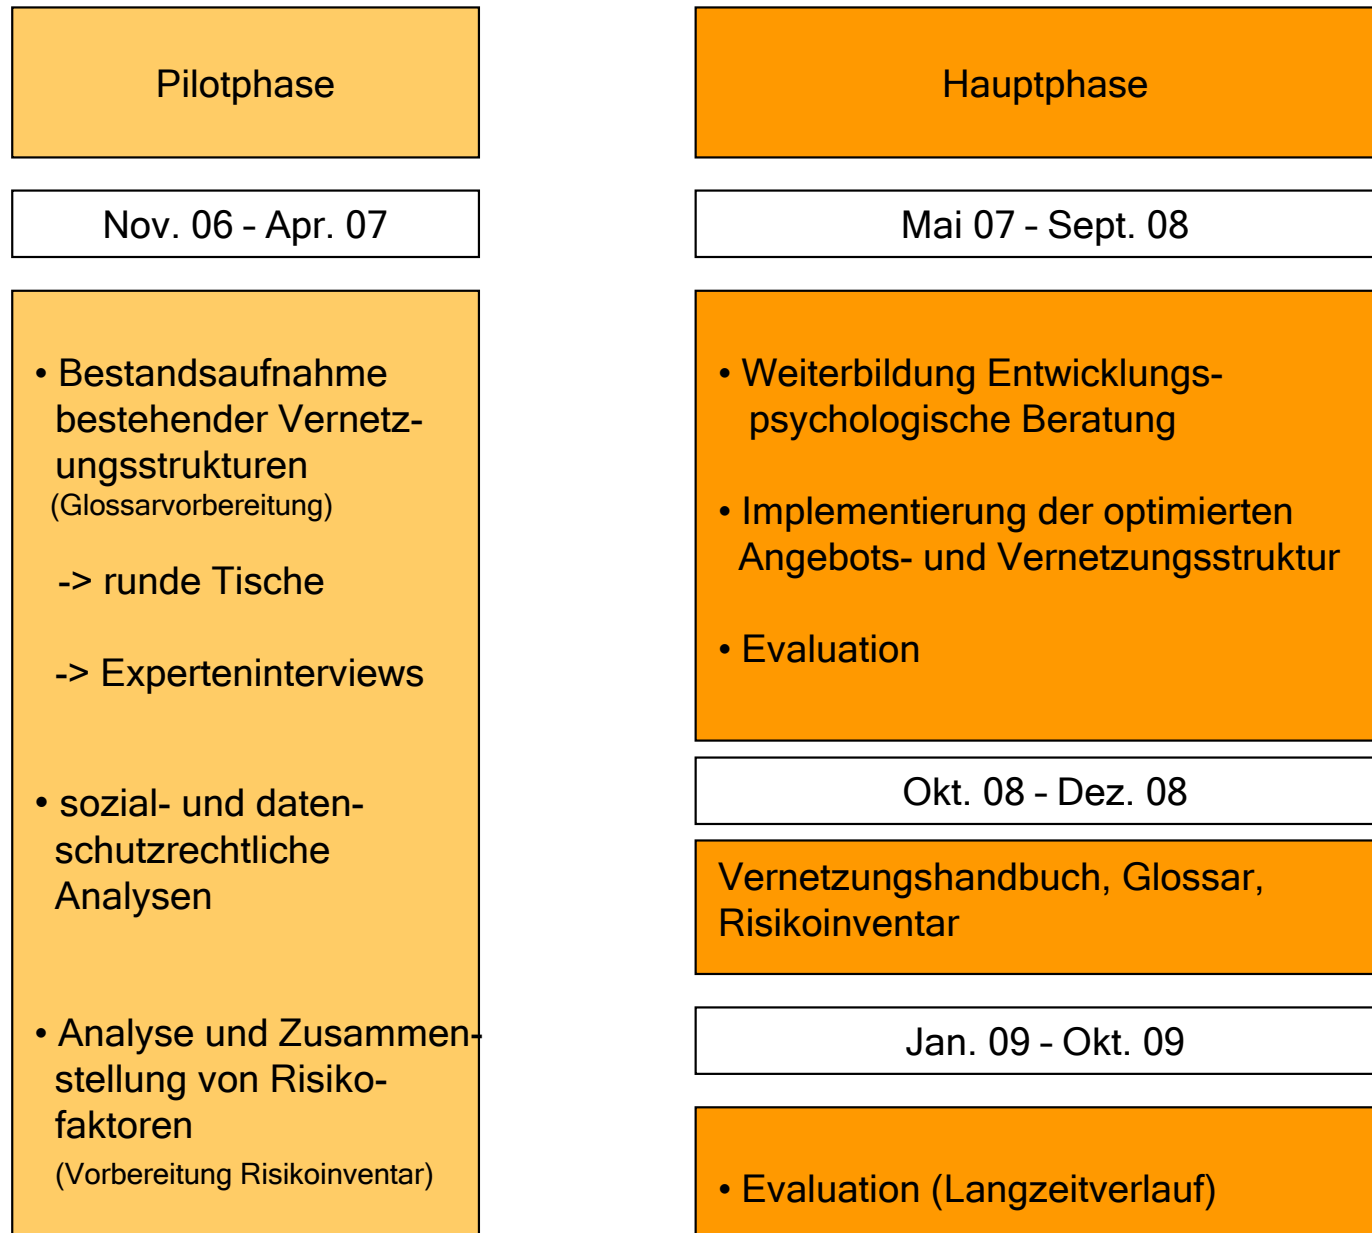 Pilotphase
Nov. 06 – Apr. 07
• Bestandsaufnahme
bestehender Vernetz-
ungsstrukturen
(Glossarvorbereitung)
-> runde Tische
-> Experteninterviews
• sozial- und daten-
schutzrechtliche
Analysen
• Analyse und Zusammen-
stellung von Risiko-
faktoren
(Vorbereitung Risikoinventar)
Hauptphase
Mai 07 – Sept. 08
• Weiterbildung Entwicklungs-
psychologische Beratung
• Implementierung der optimierten
Angebots- und Vernetzungsstruktur
• Evaluation
Okt. 08 – Dez. 08
Vernetzungshandbuch, Glossar,
Risikoinventar
Jan. 09 – Okt. 09
• Evaluation (Langzeitverlauf)